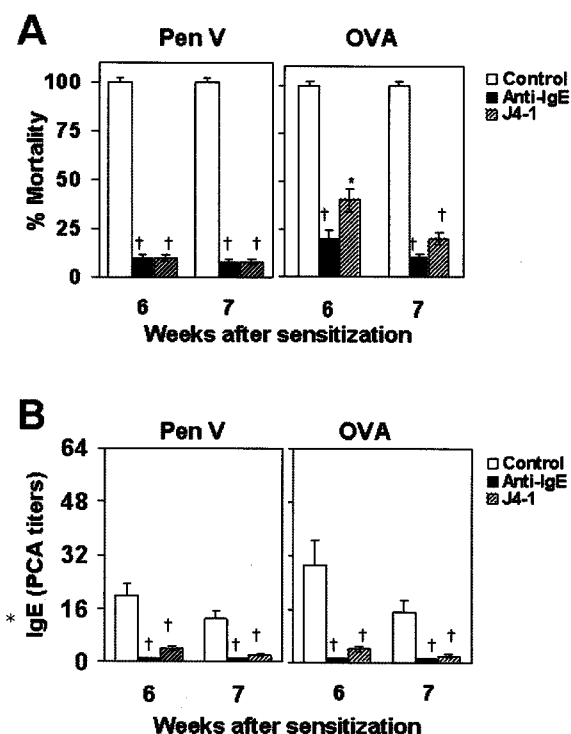 A
Pen V OVA
100
75
50
25
0
% Mortality
† † † † † * † †
6 7 6 7
Weeks after sensitization
Control
Anti-IgE
J4-1
B
Pen V OVA
64
48
32
16
0
* IgE (PCA titers)
† † † † † † † †
6 7 6 7
Weeks after sensitization
Control
Anti-IgE
J4-1